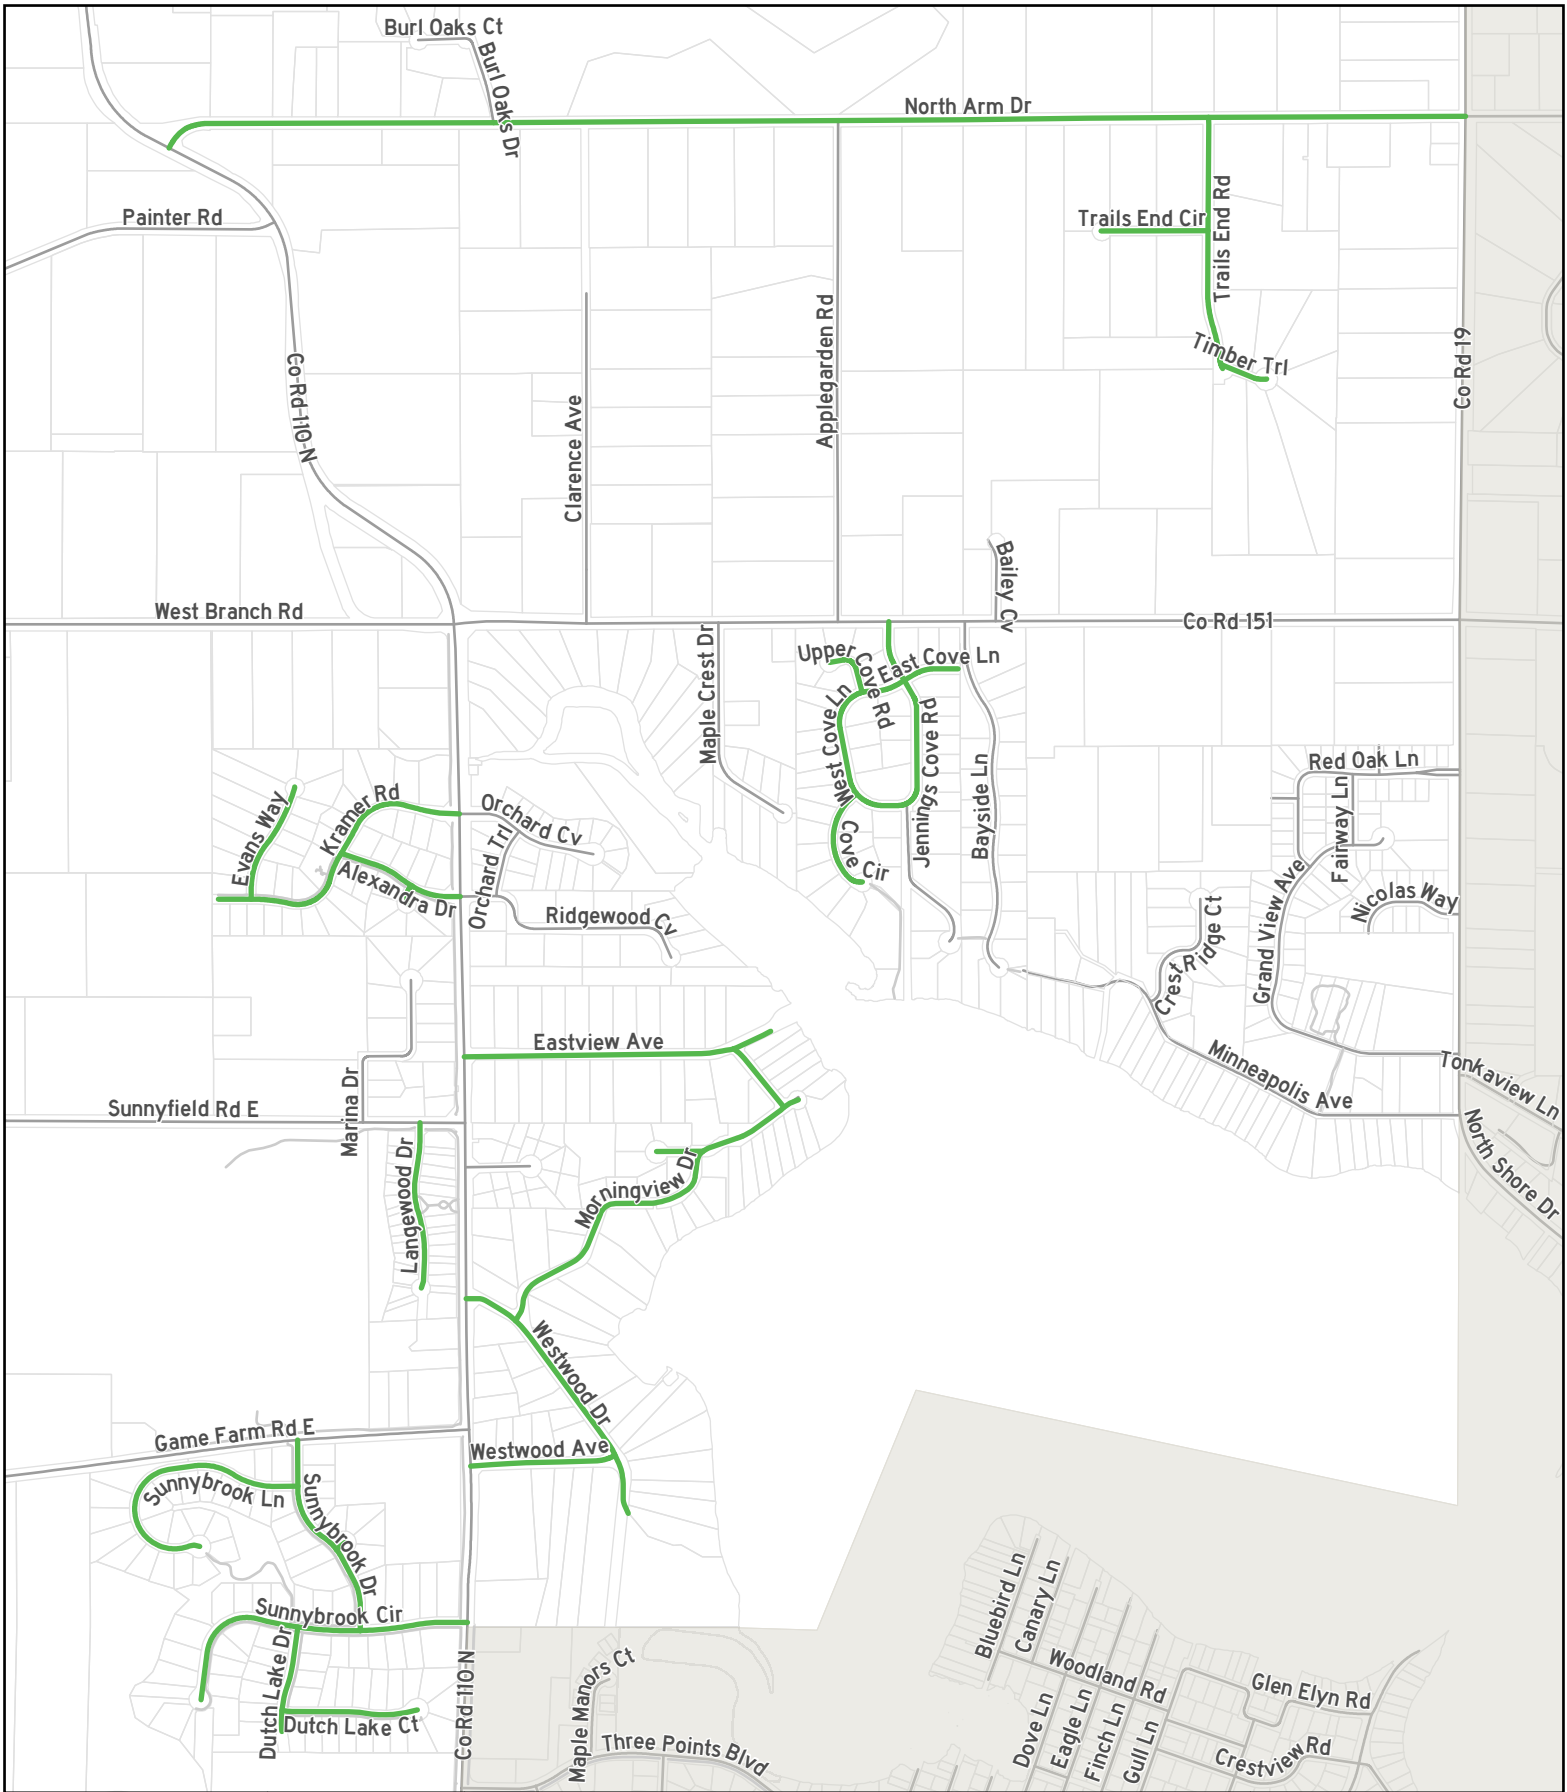 Burl Oaks Ct
Burl Oaks Dr
North Arm Dr
Painter Rd
Trails End Cir
Trails End Rd
Timber Trl
Co Rd 19
Co Rd 110 N
Clarence Ave
Applegarden Rd
Bailey Cv
West Branch Rd
Co Rd 151
Maple Crest Dr
Upper Cove Rd
East Cove Ln
West Cove Ln
West Cove Cir
Jennings Cove Rd
Bayside Ln
Red Oak Ln
Fairway Ln
Grand View Ave
Nicolas Way
Crest Ridge Ct
Evans Way
Kramer Rd
Alexandra Dr
Orchard Cv
Orchard Trl
Ridgewood Cv
Eastview Ave
Minneapolis Ave
Tonkaview Ln
North Shore Dr
Marina Dr
Sunnyfield Rd E
Langewood Dr
Morningview Dr
Westwood Dr
Game Farm Rd E
Westwood Ave
Sunnybrook Ln
Sunnybrook Dr
Sunnybrook Cir
Dutch Lake Dr
Dutch Lake Ct
Co Rd 110 N
Maple Manors Ct
Three Points Blvd
Bluebird Ln
Canary Ln
Woodland Rd
Glen Elyn Rd
Dove Ln
Eagle Ln
Finch Ln
Gull Ln
Crestview Rd